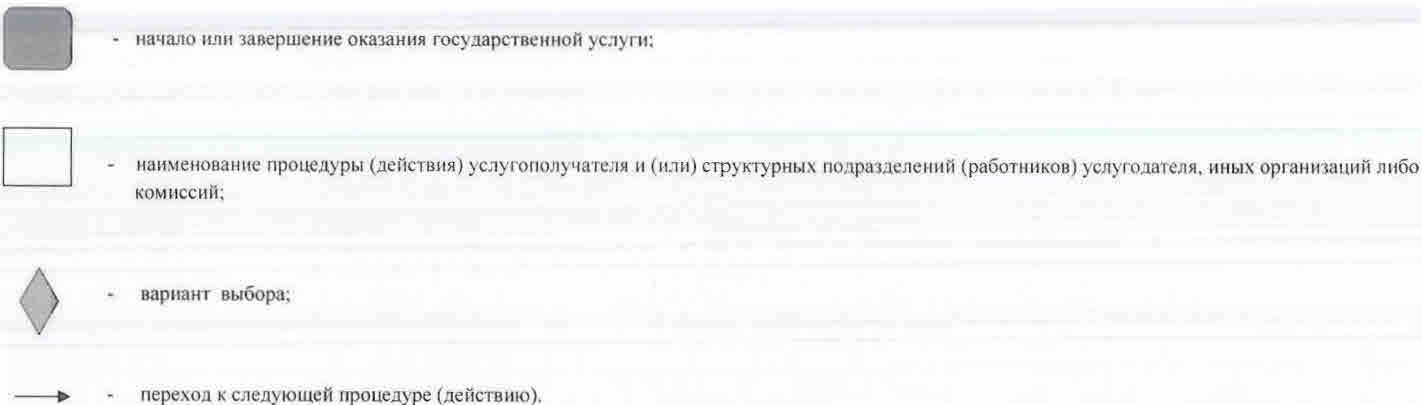 - начало или завершение оказания государственной услуги;
- наименование процедуры (действия) услугополучателя и (или) структурных подразделений (работников) услугодателя, иных организаций либо
комиссий;
- вариант выбора;
- переход к следующей процедуре (действию).